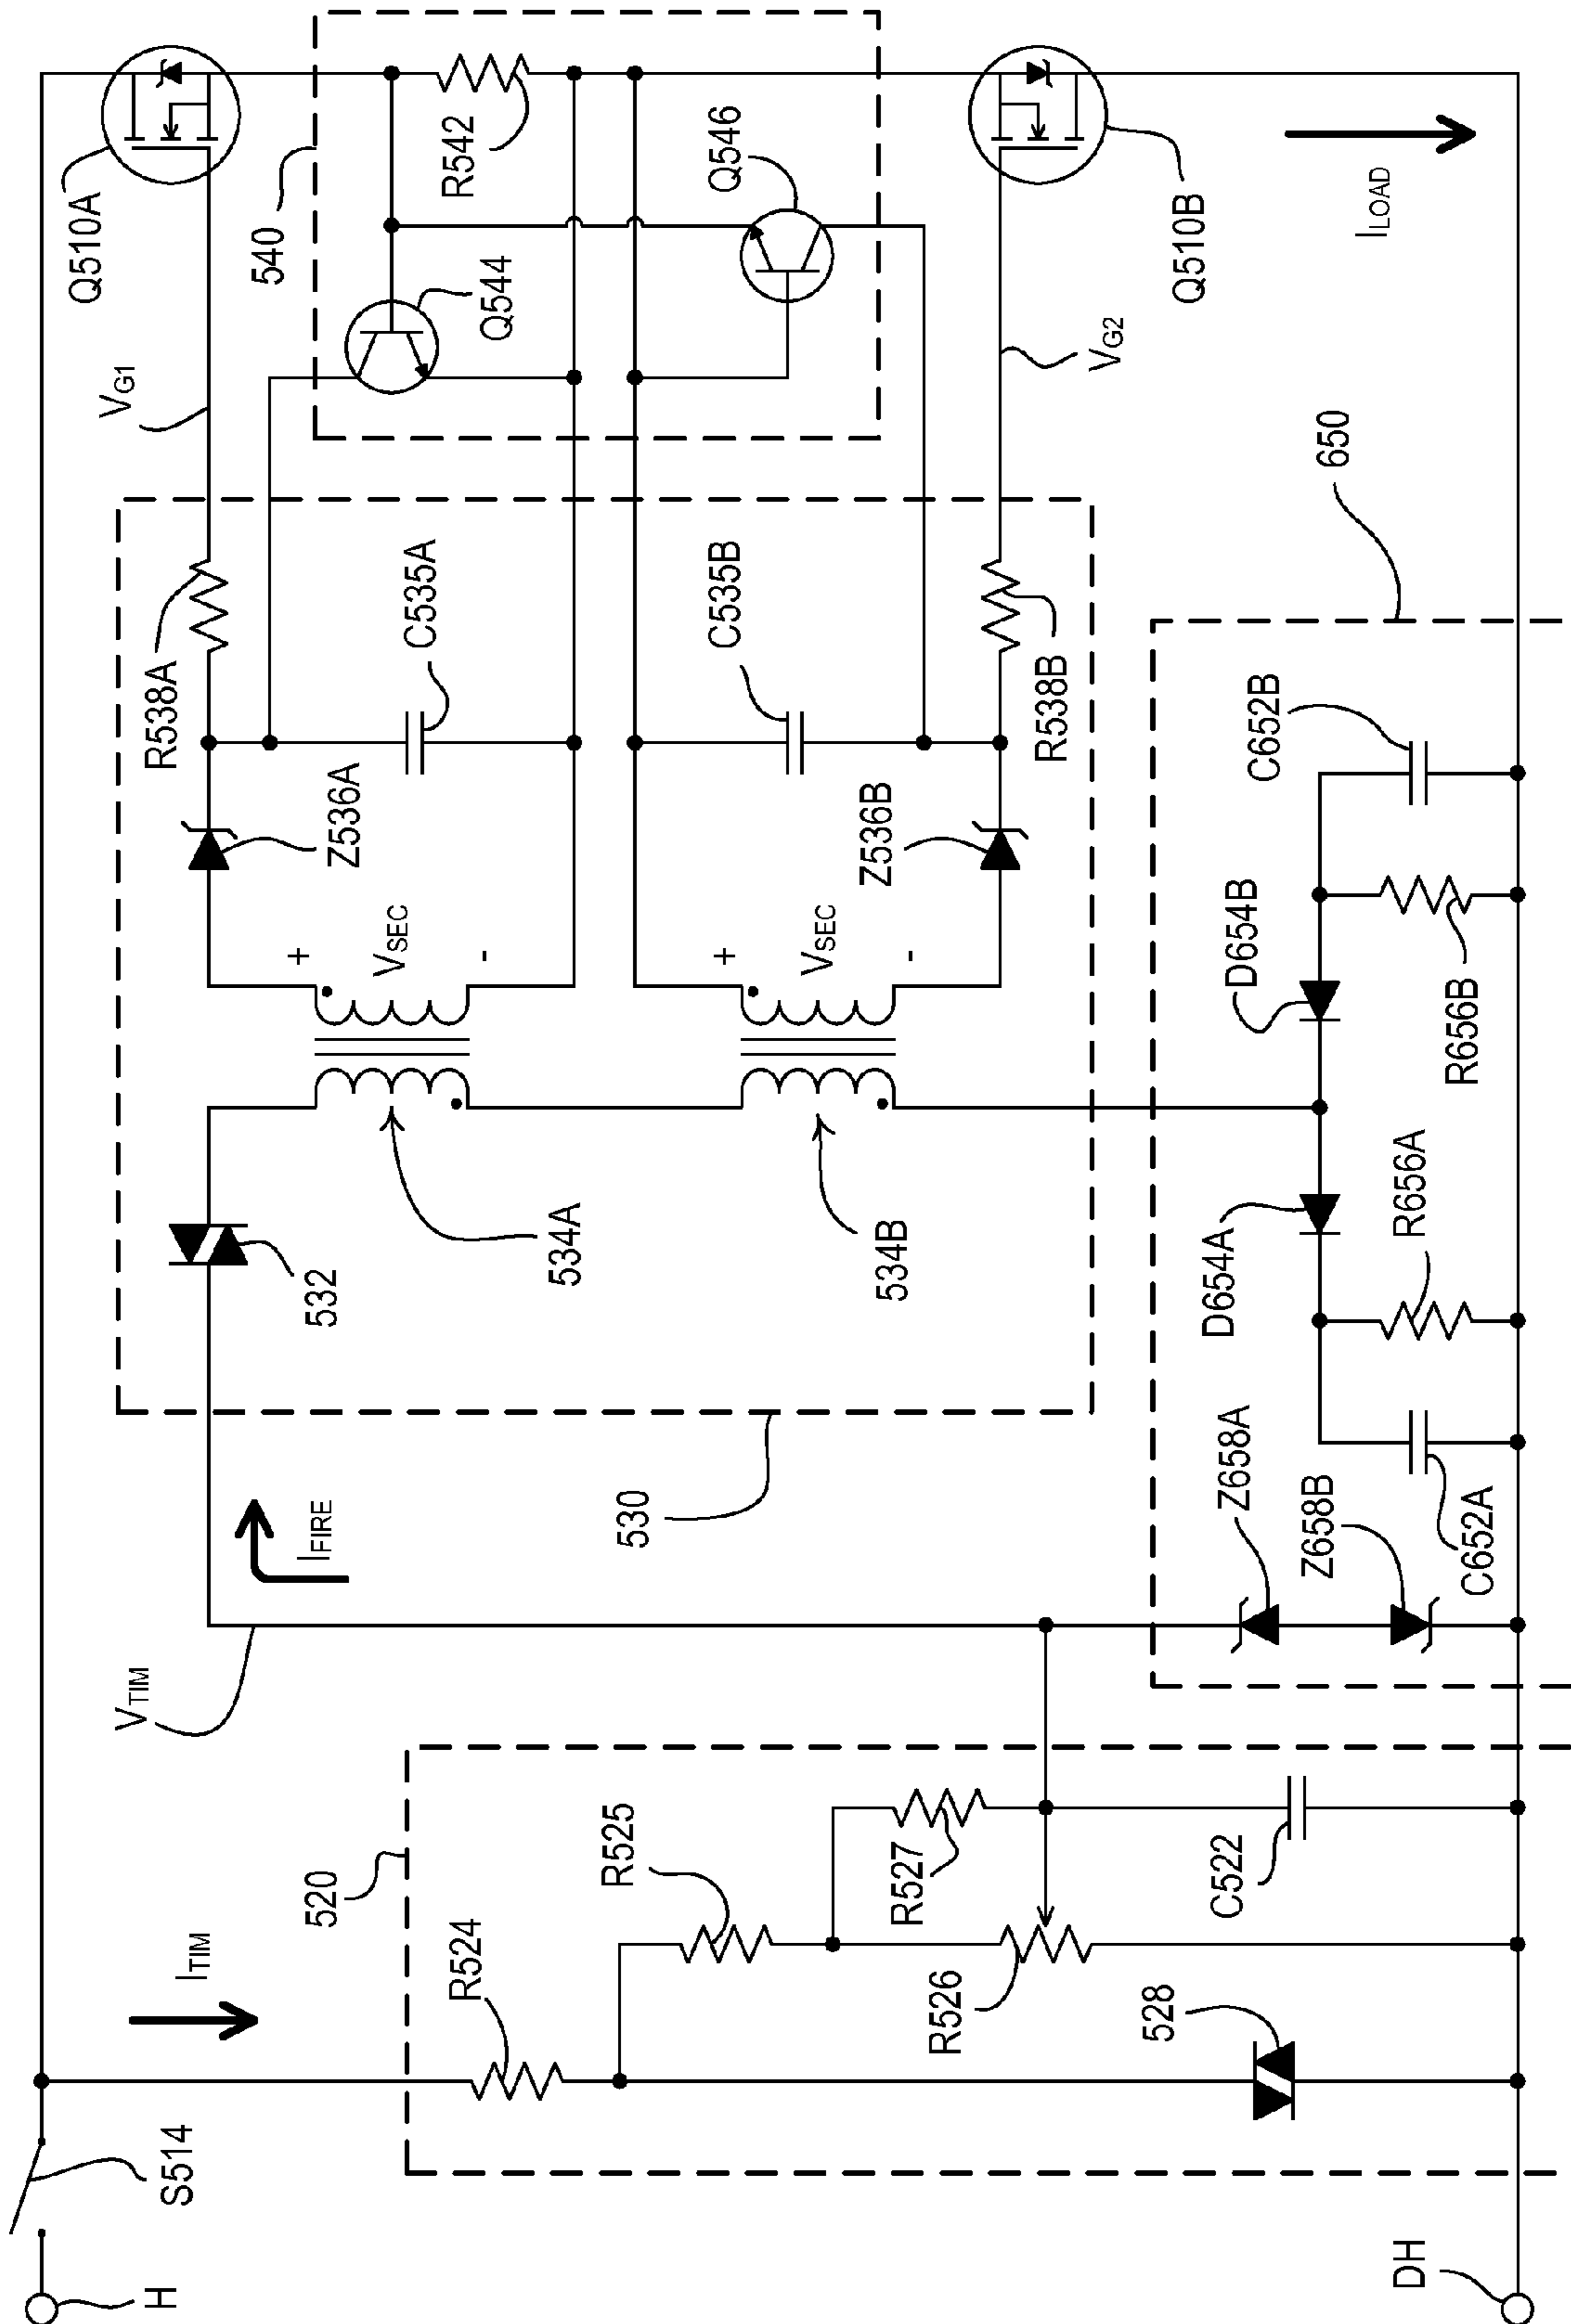 H
S514
I_TIM
R524
520
R525
R527
R526
528
C522
DH
V_TIM
I_FIRE
530
532
534A
534B
+
V_SEC
-
+
V_SEC
-
Z536A
Z536B
R538A
R538B
C535A
C535B
V_G1
V_G2
Q510A
540
R542
Q544
Q546
Q510B
I_LOAD
650
Z658A
Z658B
C652A
D654A
R656A
D654B
R656B
C652B